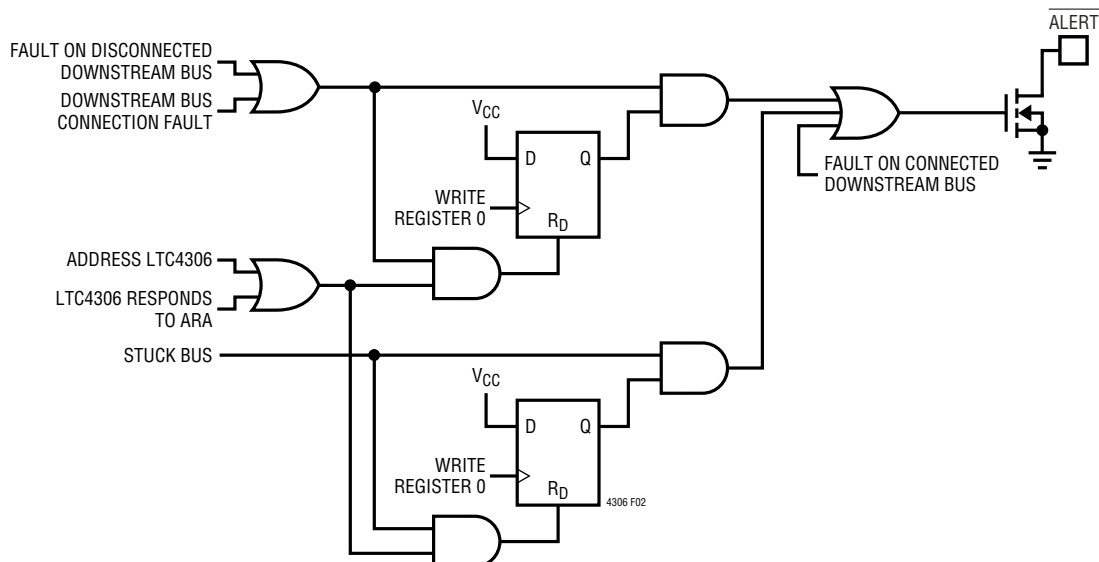 ALERT
FAULT ON DISCONNECTED
DOWNSTREAM BUS
DOWNSTREAM BUS
CONNECTION FAULT
VCC
D
Q
WRITE
REGISTER 0
RD
FAULT ON CONNECTED
DOWNSTREAM BUS
ADDRESS LTC4306
LTC4306 RESPONDS
TO ARA
STUCK BUS
VCC
D
Q
WRITE
REGISTER 0
RD
4306 F02